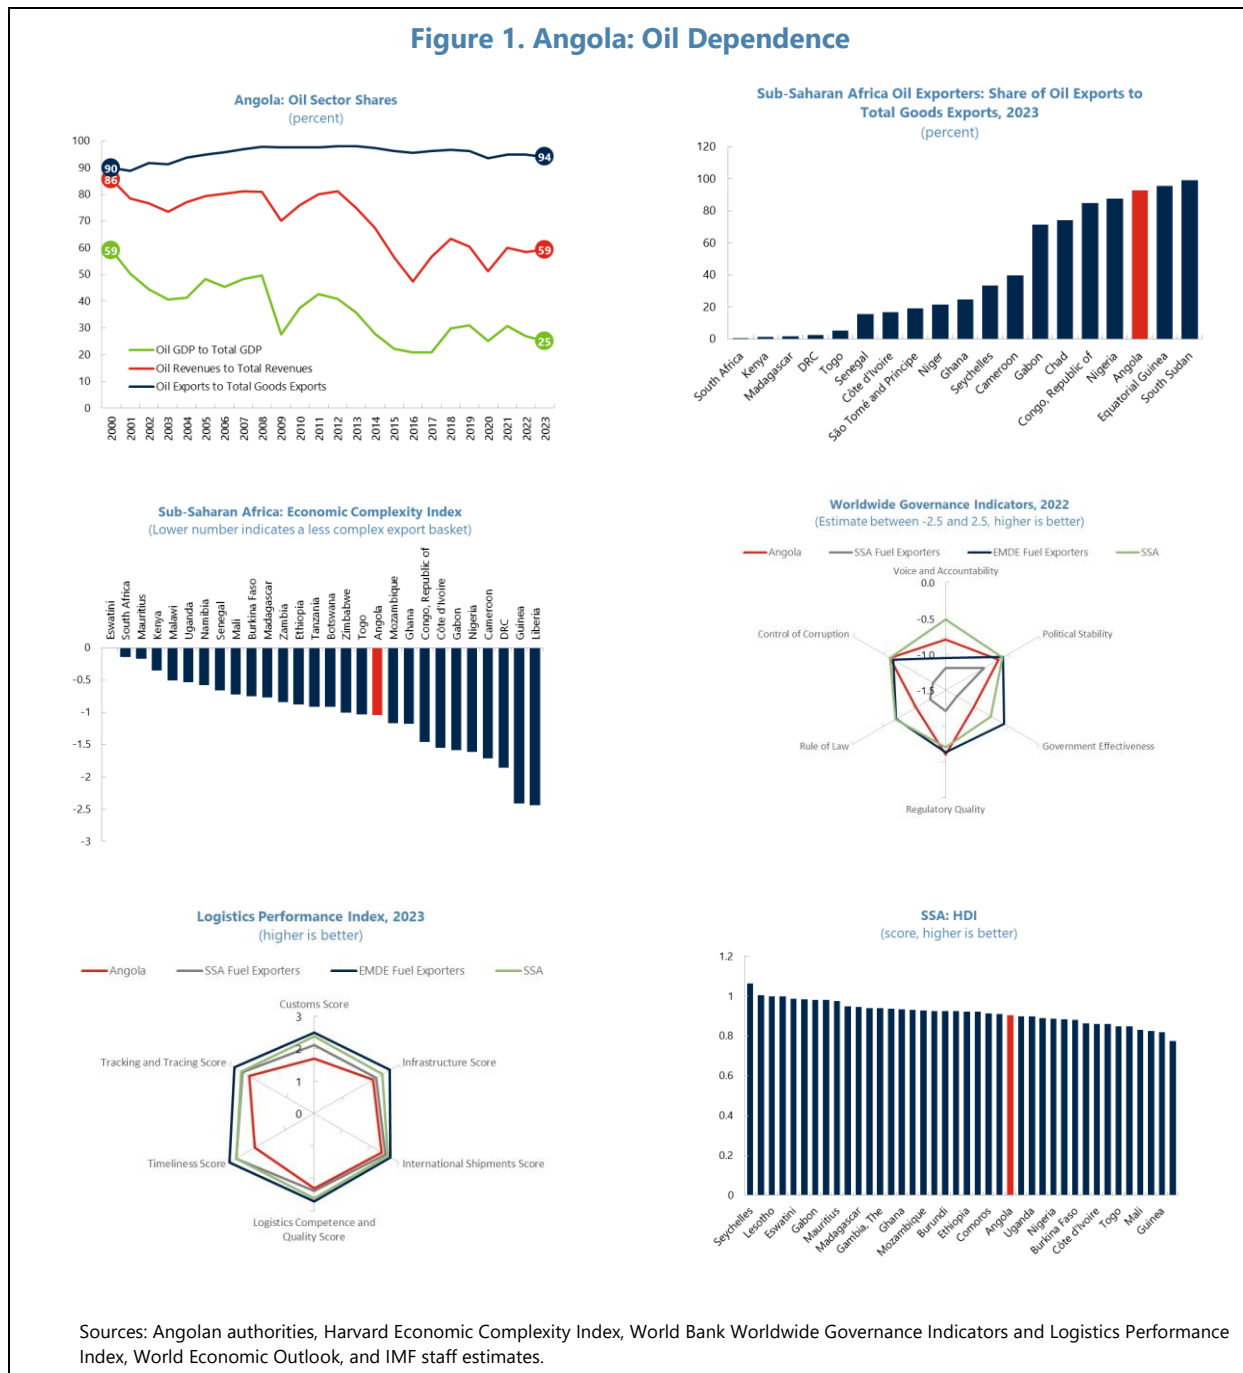 Figure 1. Angola: Oil Dependence
Angola: Oil Sector Shares
(percent)
100
90
80
70
60
50
40
30
20
10
0
90
86
59
94
59
25
Oil GDP to Total GDP
Oil Revenues to Total Revenues
Oil Exports to Total Goods Exports
2000
2001
2002
2003
2004
2005
2006
2007
2008
2009
2010
2011
2012
2013
2014
2015
2016
2017
2018
2019
2020
2021
2022
2023
Sub-Saharan Africa Oil Exporters: Share of Oil Exports to
Total Goods Exports, 2023
(percent)
120
100
80
60
40
20
0
South Africa
Kenya
Madagascar
DRC
Togo
Senegal
Côte d'Ivoire
São Tomé and Príncipe
Niger
Ghana
Seychelles
Cameroon
Gabon
Chad
Congo, Republic of
Nigeria
Angola
Equatorial Guinea
South Sudan
Sub-Saharan Africa: Economic Complexity Index
(Lower number indicates a less complex export basket)
Eswatini
South Africa
Mauritius
Kenya
Malawi
Uganda
Namibia
Senegal
Mali
Burkina Faso
Madagascar
Zambia
Ethiopia
Tanzania
Botswana
Zimbabwe
Togo
Angola
Mozambique
Ghana
Congo, Republic of
Côte d'Ivoire
Gabon
Nigeria
Cameroon
DRC
Guinea
Liberia
0
-0.5
-1
-1.5
-2
-2.5
-3
Worldwide Governance Indicators, 2022
(Estimate between -2.5 and 2.5, higher is better)
Angola
SSA Fuel Exporters
EMDE Fuel Exporters
SSA
Voice and Accountability
0.0
-0.5
-1.0
-1.5
Control of Corruption
Political Stability
Rule of Law
Government Effectiveness
Regulatory Quality
Logistics Performance Index, 2023
(higher is better)
Angola
SSA Fuel Exporters
EMDE Fuel Exporters
SSA
Customs Score
3
2
1
0
Tracking and Tracing Score
Infrastructure Score
Timeliness Score
International Shipments Score
Logistics Competence and
Quality Score
SSA: HDI
(score, higher is better)
1.2
1
0.8
0.6
0.4
0.2
0
Seychelles
Lesotho
Eswatini
Gabon
Mauritius
Madagascar
Gambia, The
Ghana
Mozambique
Burundi
Ethiopia
Comoros
Angola
Uganda
Nigeria
Burkina Faso
Côte d'Ivoire
Togo
Mali
Guinea
Sources: Angolan authorities, Harvard Economic Complexity Index, World Bank Worldwide Governance Indicators and Logistics Performance
Index, World Economic Outlook, and IMF staff estimates.